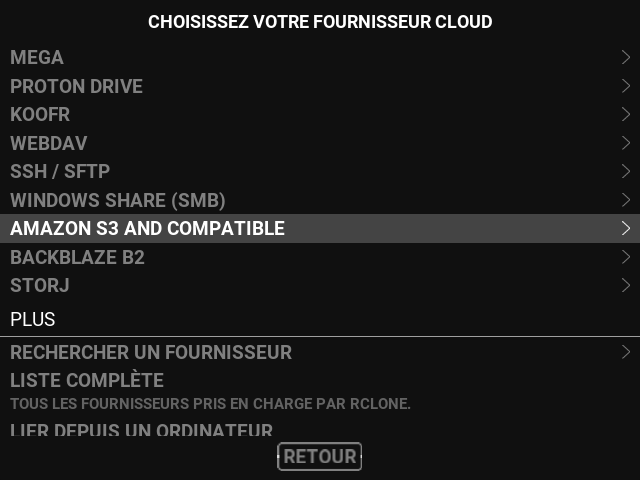 CHOISISSEZ VOTRE FOURNISSEUR CLOUD
MEGA
PROTON DRIVE
KOOFR
WEBDAV
SSH / SFTP
WINDOWS SHARE (SMB)
AMAZON S3 AND COMPATIBLE
BACKBLAZE B2
STORJ
PLUS
RECHERCHER UN FOURNISSEUR
LISTE COMPLÈTE
TOUS LES FOURNISSEURS PRIS EN CHARGE PAR RCLONE.
LIER DEPUIS UN ORDINATEUR
RETOUR